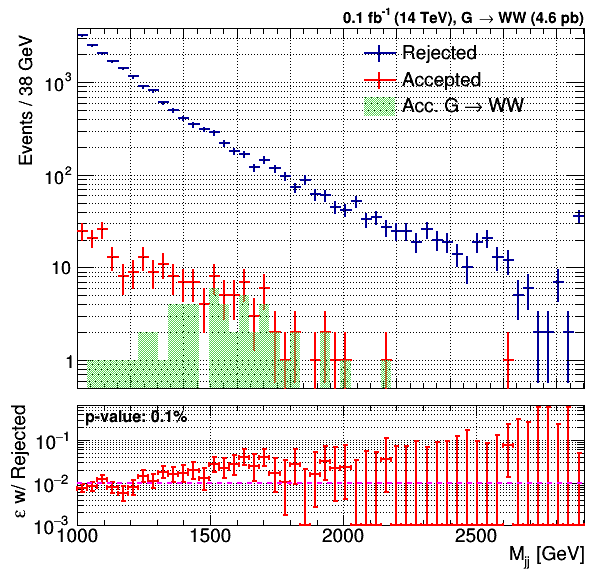 0.1 fb⁻¹ (14 TeV), G → WW (4.6 pb)
Events / 38 GeV
10³
10²
10
1
Rejected
Accepted
Acc. G → WW
ε w/ Rejected
p-value: 0.1%
10⁻¹
10⁻²
10⁻³
1000 1500 2000 2500
M_jj [GeV]